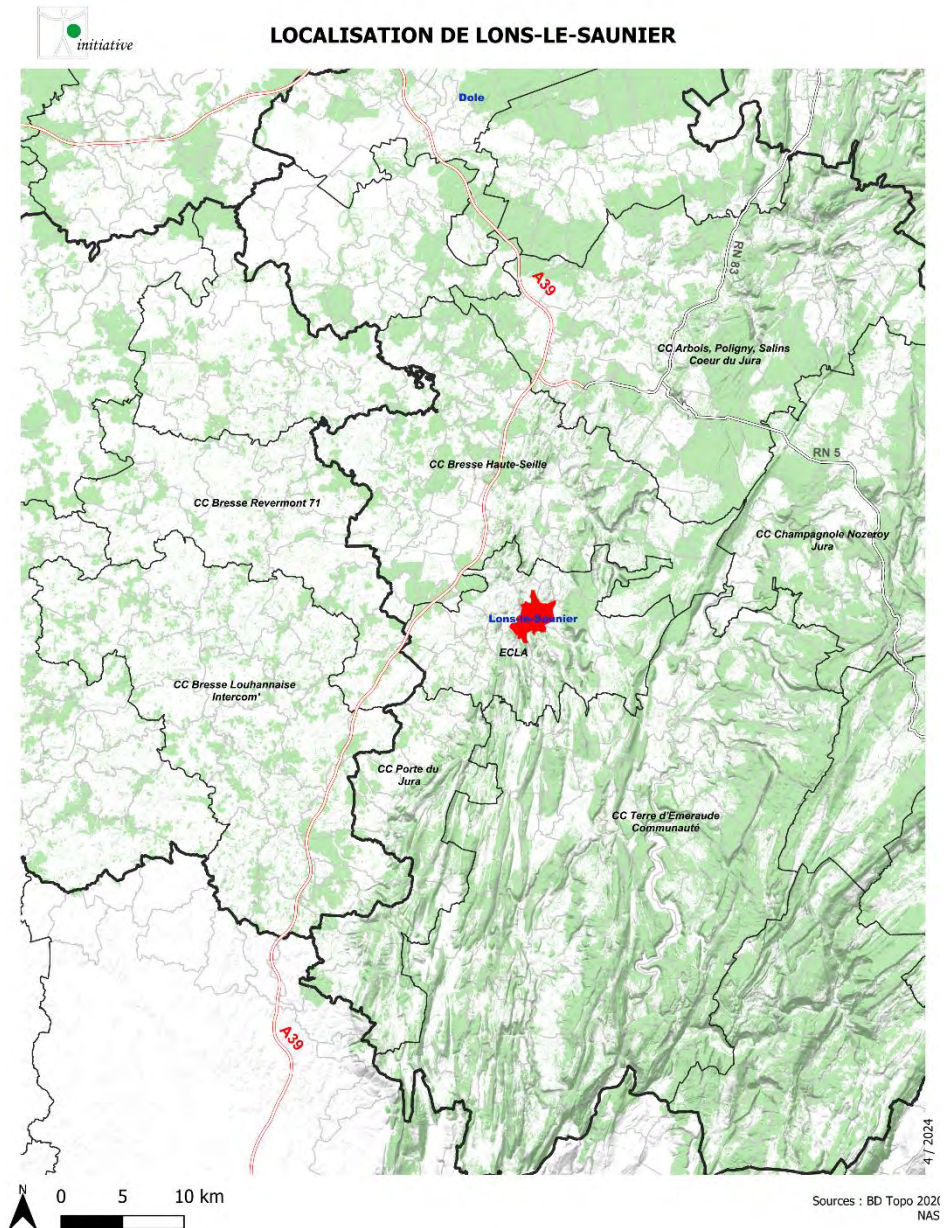 initiative
LOCALISATION DE LONS-LE-SAUNIER
Dole
A39
RN 83
CC Arbois, Poligny, Salins
Coeur du Jura
RN 5
CC Bresse Haute-Seille
CC Bresse Revermont 71
CC Champagnole Nozeroy
Jura
Lons-le-Saunier
ECLA
CC Bresse Louhannaise
Intercom'
CC Porte du
Jura
CC Terre d'Emeraude
Communauté
A39
4 / 2024
N
0 5 10 km
Sources : BD Topo 2020
NAS